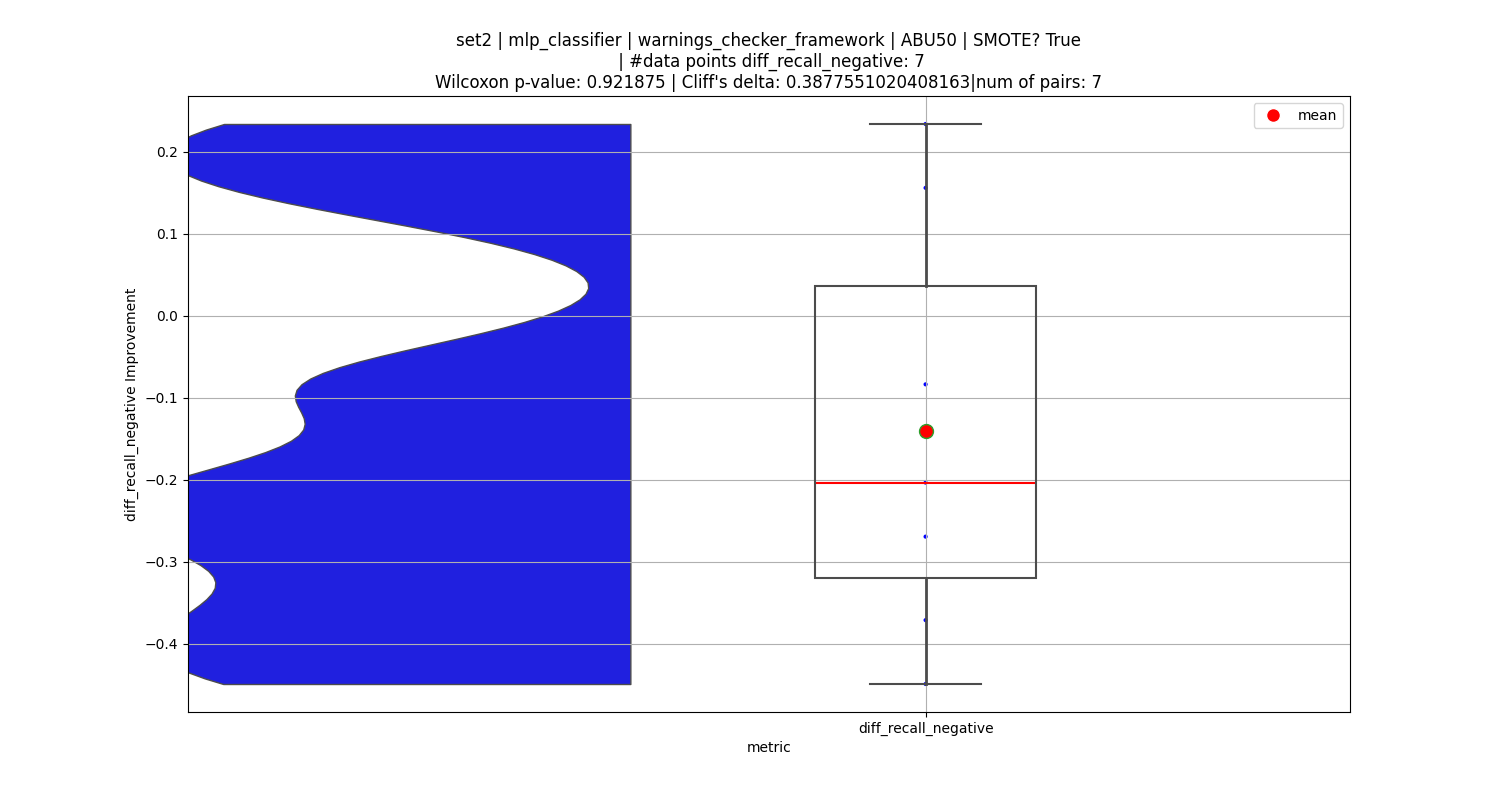 set2 | mlp_classifier | warnings_checker_framework | ABU50 | SMOTE? True
| #data points diff_recall_negative: 7
Wilcoxon p-value: 0.921875 | Cliff's delta: 0.3877551020408163|num of pairs: 7
mean
0.2
0.1
0.0
−0.1
−0.2
−0.3
−0.4
diff_recall_negative Improvement
diff_recall_negative
metric